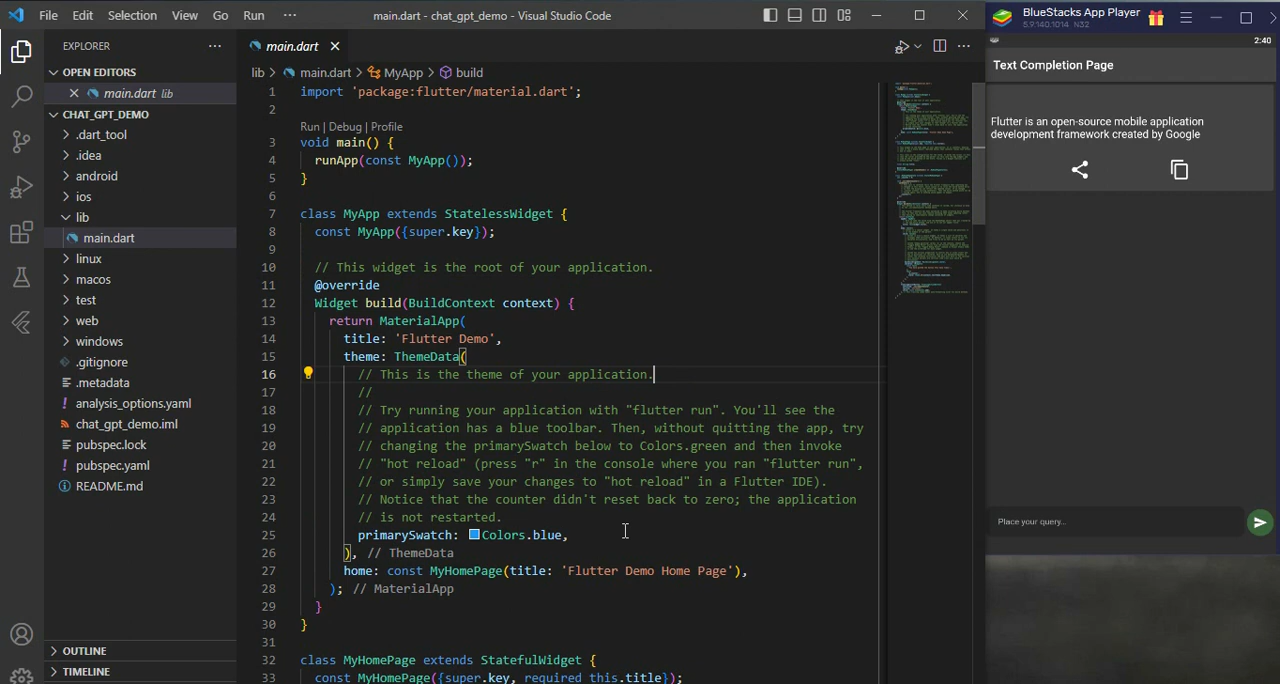 File Edit Selection View Go Run ··· main.dart - chat_gpt_demo - Visual Studio Code
EXPLORER ···
OPEN EDITORS
main.dart lib
CHAT_GPT_DEMO
.dart_tool
.idea
android
ios
lib
main.dart
linux
macos
test
web
windows
.gitignore
.metadata
analysis_options.yaml
chat_gpt_demo.iml
pubspec.lock
pubspec.yaml
README.md
OUTLINE
TIMELINE
main.dart
lib > main.dart > MyApp > build
1 import 'package:flutter/material.dart';
2
Run | Debug | Profile
3 void main() {
4 runApp(const MyApp());
5 }
6
7 class MyApp extends StatelessWidget {
8 const MyApp({super.key});
9
10 // This widget is the root of your application.
11 @override
12 Widget build(BuildContext context) {
13 return MaterialApp(
14 title: 'Flutter Demo',
15 theme: ThemeData(
16 // This is the theme of your application.
17 //
18 // Try running your application with "flutter run". You'll see the
19 // application has a blue toolbar. Then, without quitting the app, try
20 // changing the primarySwatch below to Colors.green and then invoke
21 // "hot reload" (press "r" in the console where you ran "flutter run",
22 // or simply save your changes to "hot reload" in a Flutter IDE).
23 // Notice that the counter didn't reset back to zero; the application
24 // is not restarted.
25 primarySwatch: Colors.blue,
26 ), // ThemeData
27 home: const MyHomePage(title: 'Flutter Demo Home Page'),
28 ); // MaterialApp
29 }
30 }
31
32 class MyHomePage extends StatefulWidget {
33 const MyHomePage({super.key, required this.title});
BlueStacks App Player
5.9.140.1014 N32
2:40
Text Completion Page
Flutter is an open-source mobile application
development framework created by Google
Place your query...